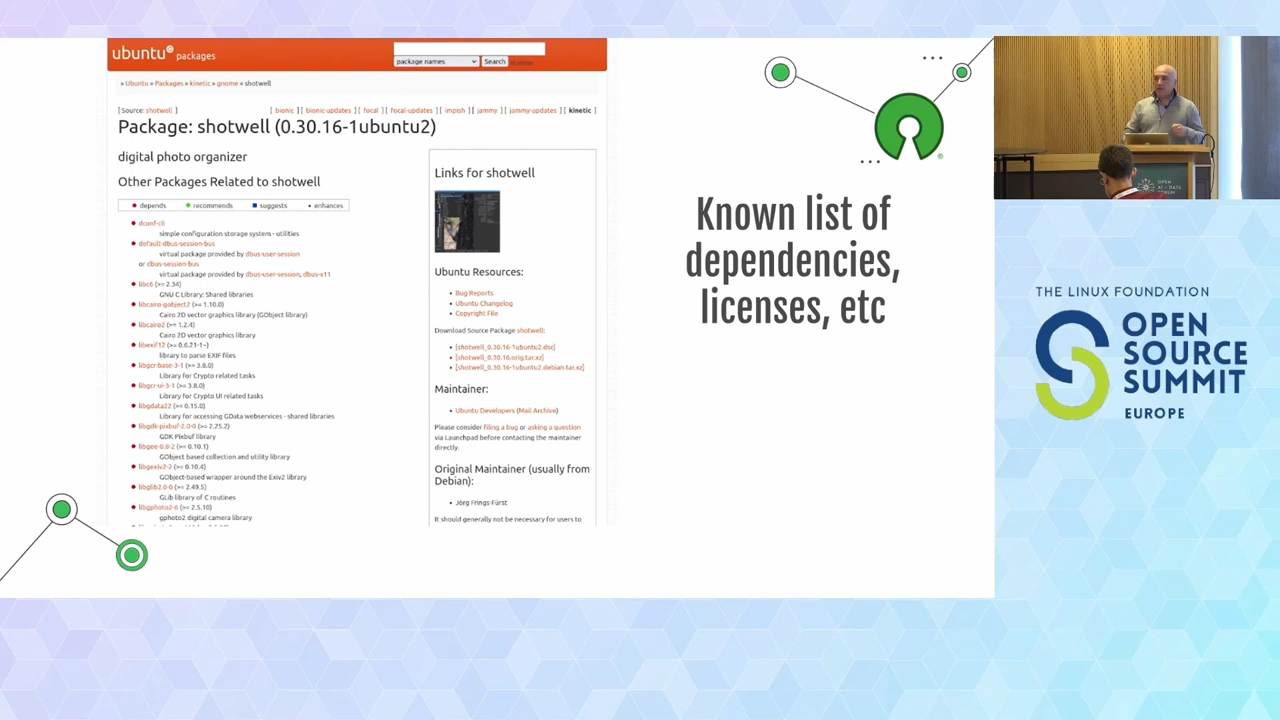 ubuntu® packages
package names
Search
» Ubuntu » Packages » kinetic » gnome » shotwell
[ Source: shotwell ]
[ bionic ] [ bionic-updates ] [ focal ] [ focal-updates ] [ impish ] [ jammy ] [ jammy-updates ] [ kinetic ]
Package: shotwell (0.30.16-1ubuntu2)
digital photo organizer
Other Packages Related to shotwell
depends recommends suggests enhances
dconf-cli
simple configuration storage system - utilities
default-dbus-session-bus
virtual package provided by dbus-user-session
or dbus-session-bus
virtual package provided by dbus-user-session, dbus-x11
libc6 (>= 2.34)
GNU C Library: Shared libraries
libcairo-gobject2 (>= 1.10.0)
Cairo 2D vector graphics library (GObject library)
libcairo2 (>= 1.2.4)
Cairo 2D vector graphics library
libexif12 (>= 0.6.21-1~)
library to parse EXIF files
libgcr-base-3-1 (>= 3.8.0)
Library for Crypto related tasks
libgcr-ui-3-1 (>= 3.8.0)
Library for Crypto UI related tasks
libgdata22 (>= 0.15.0)
Library for accessing GData webservices - shared libraries
libgdk-pixbuf-2.0-0 (>= 2.25.2)
GDK Pixbuf library
libgee-0.8-2 (>= 0.10.1)
GObject based collection and utility library
libgexiv2-2 (>= 0.10.4)
GObject-based wrapper around the Exiv2 library
libglib2.0-0 (>= 2.49.5)
GLib library of C routines
libgphoto2-6 (>= 2.5.10)
gphoto2 digital camera library
Links for shotwell
Ubuntu Resources:
Bug Reports
Ubuntu Changelog
Copyright File
Download Source Package shotwell:
[shotwell_0.30.16-1ubuntu2.dsc]
[shotwell_0.30.16.orig.tar.xz]
[shotwell_0.30.16-1ubuntu2.debian.tar.xz]
Maintainer:
Ubuntu Developers (Mail Archive)
Please consider filing a bug or asking a question
via Launchpad before contacting the maintainer
directly.
Original Maintainer (usually from
Debian):
Jörg Frings-Fürst
It should generally not be necessary for users to
Known list of
dependencies,
licenses, etc
OPEN
AI + DATA
FORUM
THE LINUX FOUNDATION
OPEN
SOURCE
SUMMIT
EUROPE